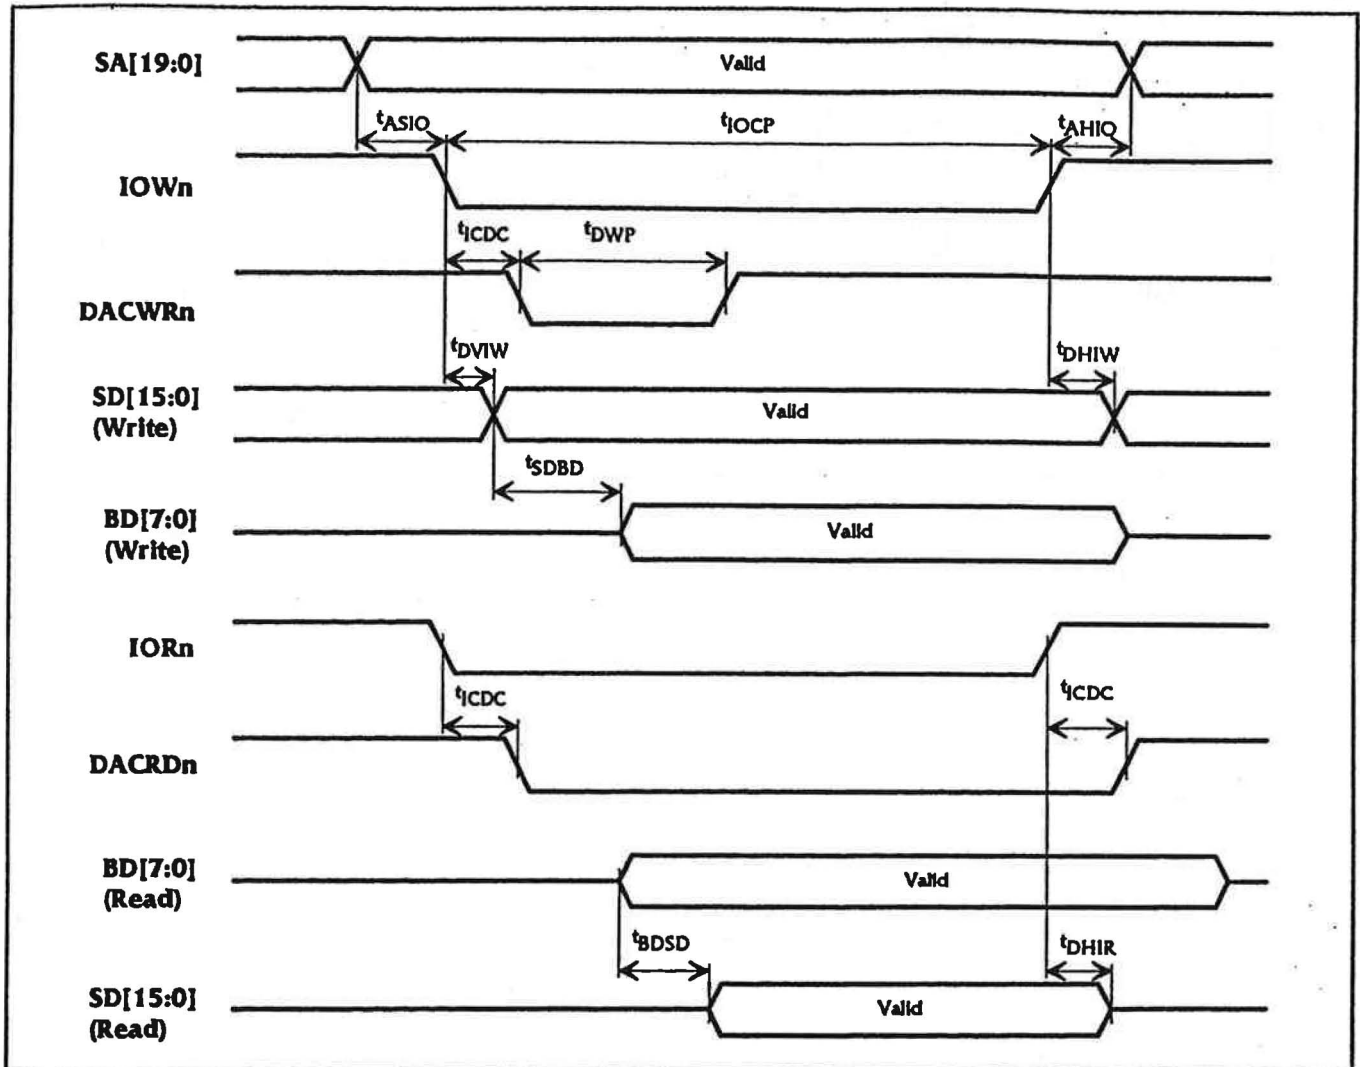 SA[19:0]
Valid
tASIO
tIOCP
tAHIO
IOWn
tICDC
tDWP
DACWRn
tDVIW
tDHIW
SD[15:0]
(Write)
Valid
tSDBD
BD[7:0]
(Write)
Valid
IORn
tICDC
tICDC
DACRDn
BD[7:0]
(Read)
Valid
tBDSD
tDHIR
SD[15:0]
(Read)
Valid